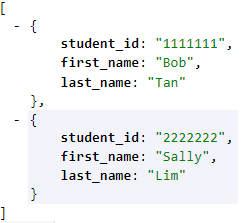 [
- {
student_id: "1111111",
first_name: "Bob",
last_name: "Tan"
},
- {
student_id: "2222222",
first_name: "Sally",
last_name: "Lim"
}
]